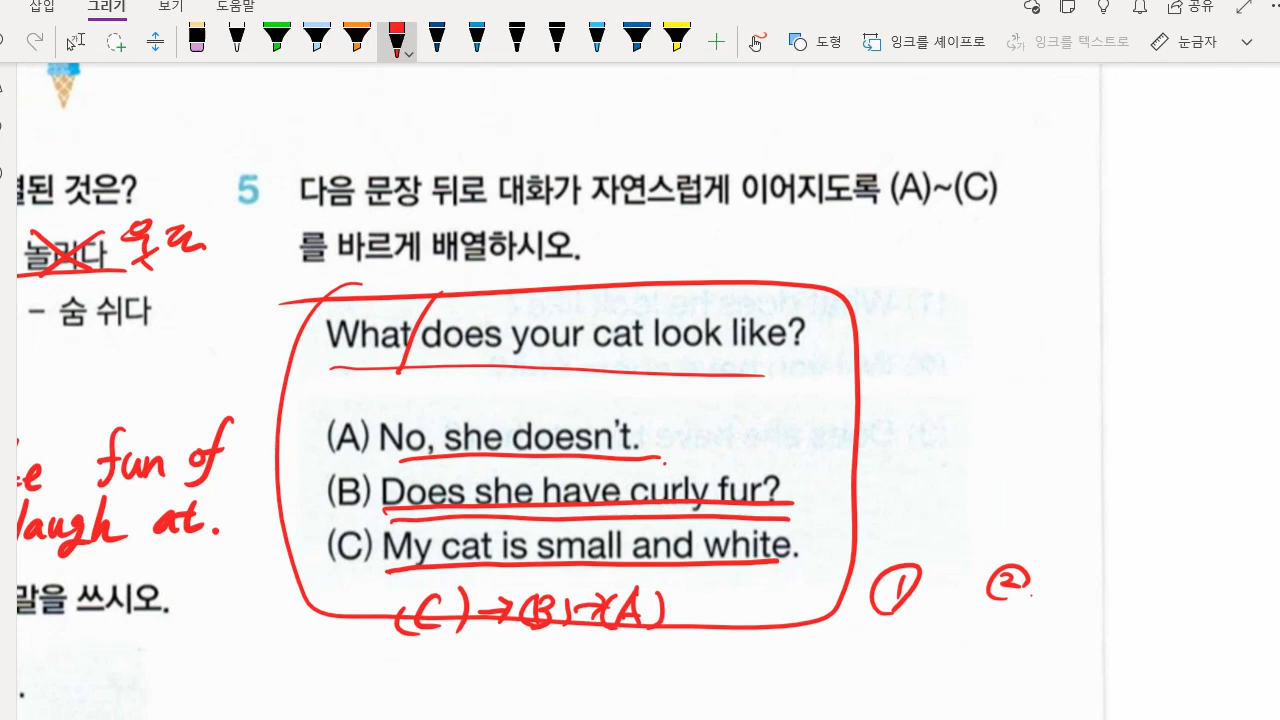 삽입 그리기 보기 도움말 공유
도형 잉크를 셰이프로 잉크를 텍스트로 눈금자
열된 것은?
놀리다
- 숨 쉬다
fun of
laugh at.
말을 쓰시오.
5 다음 문장 뒤로 대화가 자연스럽게 이어지도록 (A)~(C)
를 바르게 배열하시오.
What does your cat look like?
(A) No, she doesn't.
(B) Does she have curly fur?
(C) My cat is small and white.
(C)→(B)→(A)
① ②